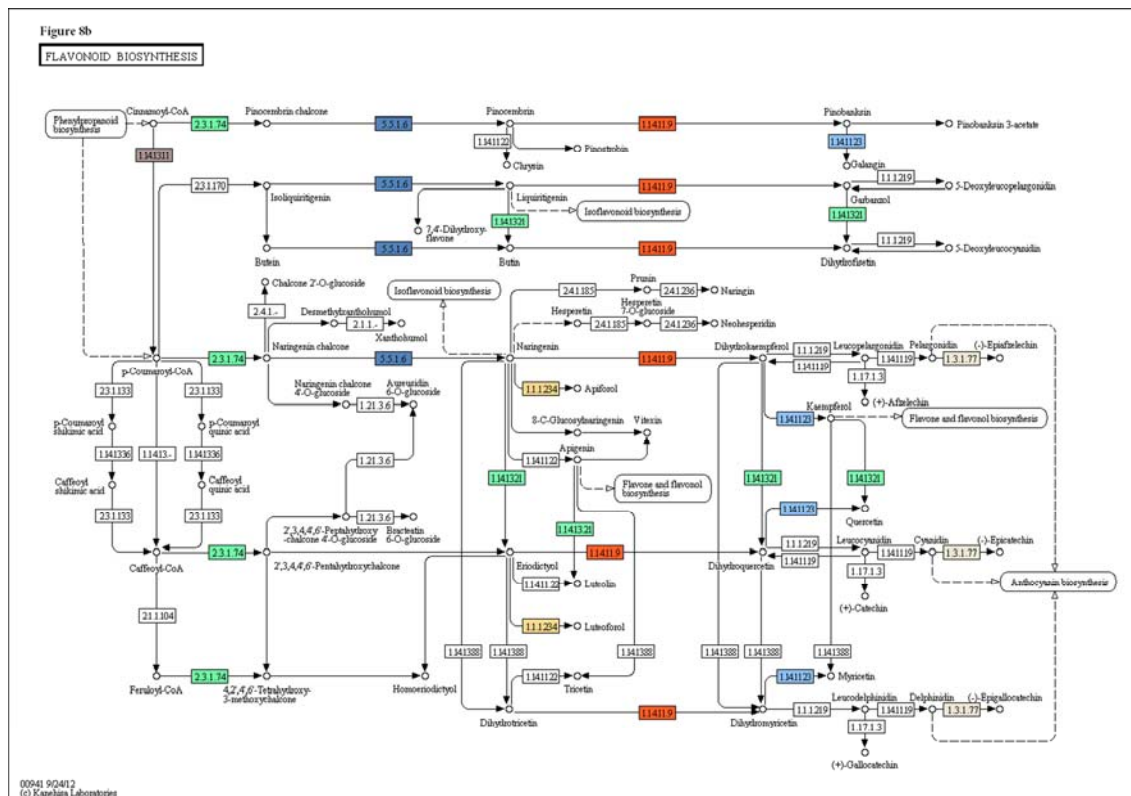 Figure 8b
FLAVONOID BIOSYNTHESIS
Phenylpropanoid
biosynthesis
Cinnamoyl-CoA
2.3.1.74
Pinocembrin chalcone
5.5.1.6
Pinocembrin
1.14.11.9
Pinobanksin
Pinobanksin 3-acetate
1.14.13.11
1.14.11.22
Pinostrobin
Chrysin
1.14.11.23
Galangin
2.3.1.170
Isoliquiritigenin
5.5.1.6
Liquiritigenin
1.14.11.9
Garbanzol
1.1.1.219
5-Deoxyleucopelargonidin
Isoflavonoid biosynthesis
7,4'-Dihydroxy-
flavone
1.14.13.21
1.14.13.21
Butein
5.5.1.6
Butin
1.14.11.9
Dihydrofisetin
1.1.1.219
5-Deoxyleucocyanidin
Chalcone 2'-O-glucoside
Isoflavonoid biosynthesis
Prunin
2.4.1.185
2.4.1.236
Naringin
2.4.1.-
Desmethylxanthohumol
2.1.1.-
Xanthohumol
Hesperetin
2.4.1.185
Hesperetin
7-O-glucoside
2.4.1.236
Neohesperidin
p-Coumaroyl-CoA
2.3.1.74
Naringenin chalcone
5.5.1.6
Naringenin
1.14.11.9
Dihydrokaempferol
1.1.1.219
1.14.11.19
Leucopelargonidin
1.14.11.19
Pelargonidin
1.3.1.77
(-)-Epiafzelechin
1.17.1.3
(+)-Afzelechin
2.3.1.133
2.3.1.133
Naringenin chalcone
4'-O-glucoside
Aureusidin
6-O-glucoside
1.21.3.6
1.1.1.234
Apiforol
p-Coumaroyl
shikimic acid
p-Coumaroyl
quinic acid
8-C-Glucosylnaringenin
Vitexin
1.14.11.23
Kaempferol
Flavone and flavonol biosynthesis
1.14.13.36
1.14.13.-
1.14.13.36
1.21.3.6
1.14.11.22
Apigenin
Caffeoyl
shikimic acid
Caffeoyl
quinic acid
1.14.13.21
Flavone and flavonol
biosynthesis
1.14.13.21
1.14.13.21
2.3.1.133
2.3.1.133
1.21.3.6
2',3,4,4',6'-Peptahydroxy
-chalcone 4'-O-glucoside
Bracteatin
6-O-glucoside
1.14.13.21
1.14.11.23
Quercetin
Caffeoyl-CoA
2.3.1.74
2',3,4,4',6'-Pentahydroxychalcone
Eriodictyol
1.14.11.9
Dihydroquercetin
1.1.1.219
1.14.11.19
Leucocyanidin
1.14.11.19
Cyanidin
1.3.1.77
(-)-Epicatechin
1.17.1.3
(+)-Catechin
Anthocyanin biosynthesis
1.14.11.22
Luteolin
2.1.1.104
1.1.1.234
Luteoforol
1.14.13.88
1.14.13.88
1.14.13.88
1.14.13.88
1.14.13.88
1.14.13.88
Feruloyl-CoA
2.3.1.74
4,2',4',6'-Tetrahydroxy-
3-methoxychalcone
Homoeriodictyol
1.14.11.22
Tricetin
1.14.11.23
Myricetin
Dihydrotricetin
1.14.11.9
Dihydromyricetin
1.1.1.219
Leucodelphinidin
1.14.11.19
Delphinidin
1.3.1.77
(-)-Epigallocatechin
1.17.1.3
(+)-Gallocatechin
00941 9/24/12
(c) Kanehisa Laboratories